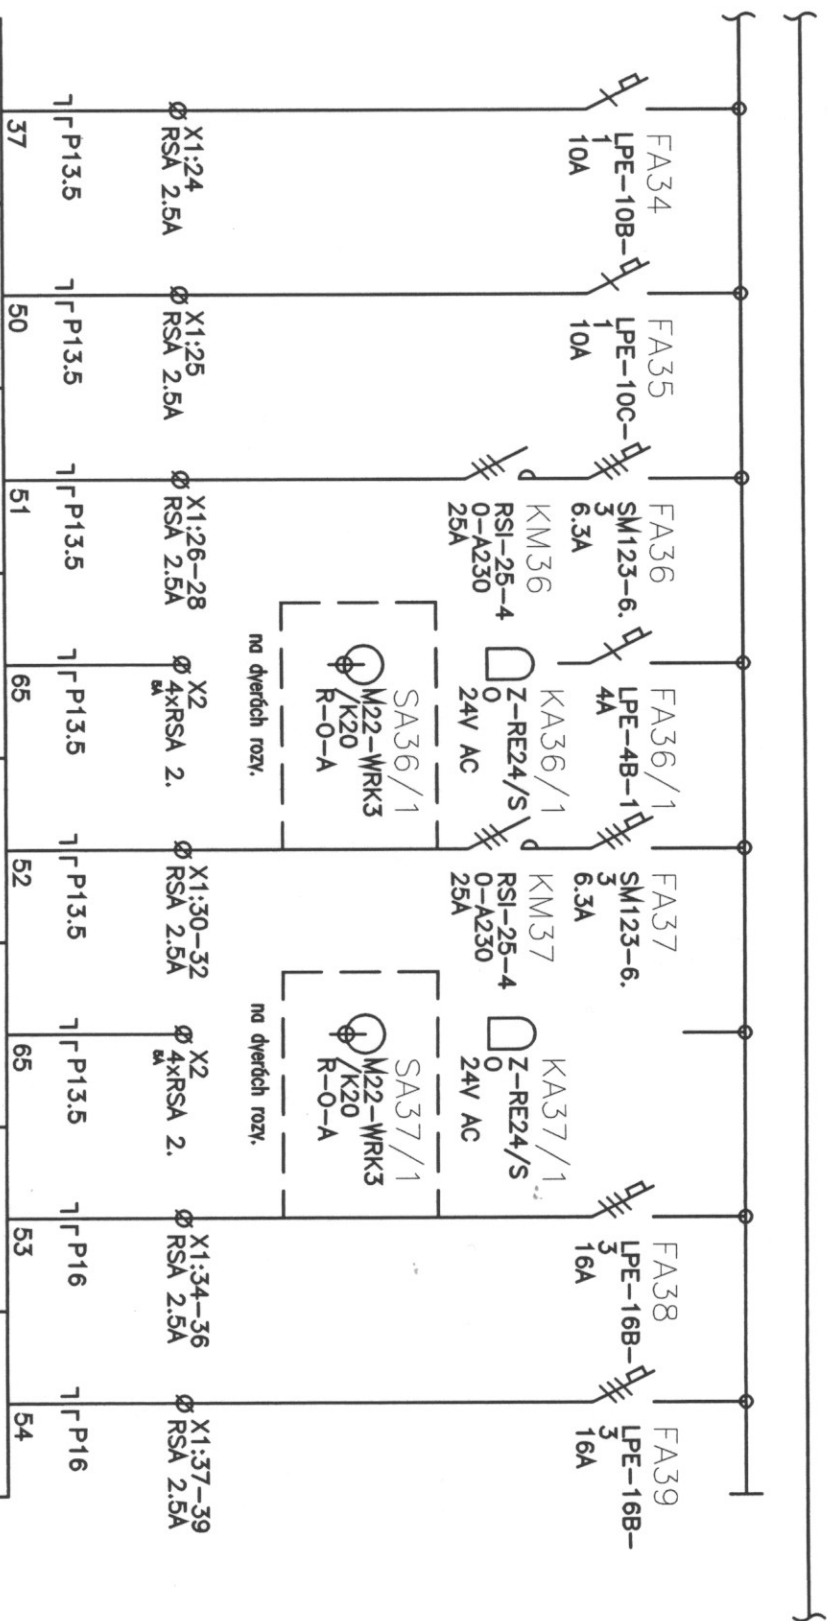 FA34
LPE-10B-
1
10A
X1:24
RSA 2.5A
P13.5
37
FA35
LPE-10C-
1
10A
X1:25
RSA 2.5A
P13.5
50
FA36
SM123-6.
3
6.3A
KM36
RSI-25-4
0-A230
25A
X1:26-28
RSA 2.5A
P13.5
51
FA36/1
LPE-4B-1
4A
KA36/1
Z-RE24/S
O
24V AC
SA36/1
M22-WRK3
/K20
R-O-A
na dveřích rozv.
X2
4xRSA 2.
5A
P13.5
65
FA37
SM123-6.
3
6.3A
KM37
RSI-25-4
0-A230
25A
X1:30-32
RSA 2.5A
P13.5
52
KA37/1
Z-RE24/S
O
24V AC
SA37/1
M22-WRK3
/K20
R-O-A
na dveřích rozv.
X2
4xRSA 2.
5A
P13.5
65
FA38
LPE-16B-
3
16A
X1:34-36
RSA 2.5A
P16
53
FA39
LPE-16B-
3
16A
X1:37-39
RSA 2.5A
P16
54